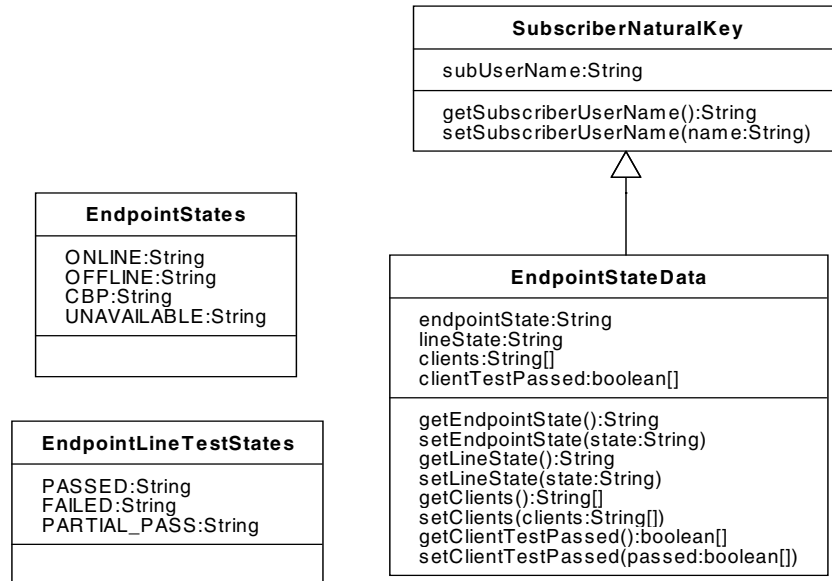 SubscriberNaturalKey
subUserName:String
getSubscriberUserName():String
setSubscriberUserName(name:String)
EndpointStates
ONLINE:String
OFFLINE:String
CBP:String
UNAVAILABLE:String
EndpointStateData
endpointState:String
lineState:String
clients:String[]
clientTestPassed:boolean[]
getEndpointState():String
setEndpointState(state:String)
getLineState():String
setLineState(state:String)
getClients():String[]
setClients(clients:String[])
getClientTestPassed():boolean[]
setClientTestPassed(passed:boolean[])
EndpointLineTestStates
PASSED:String
FAILED:String
PARTIAL_PASS:String